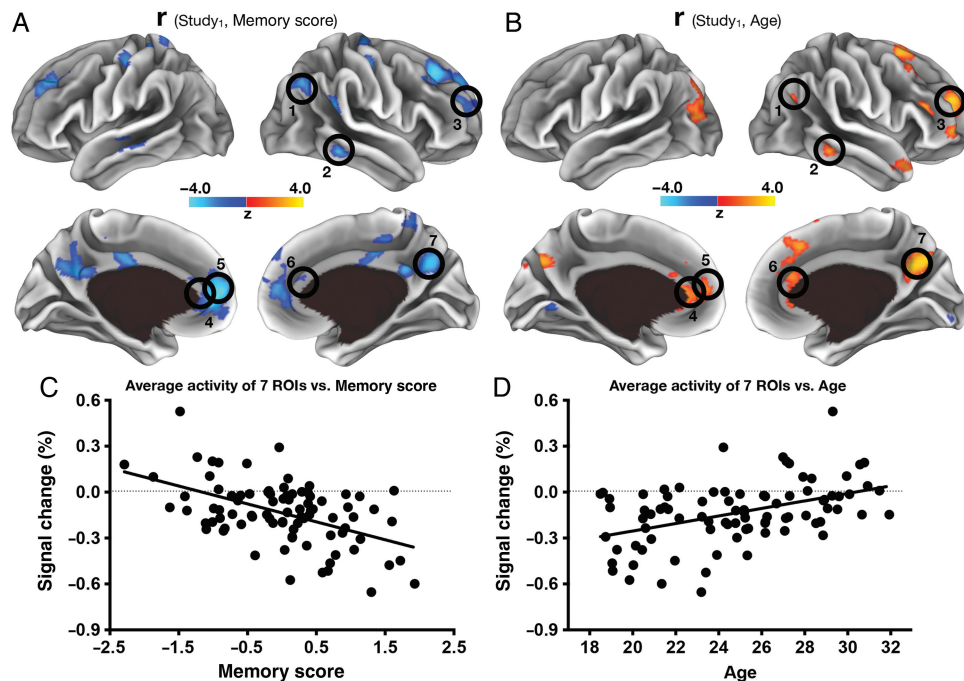 A
r (Study1, Memory score)
1
2
3
−4.0 4.0
z
4
5
6
7
B
r (Study1, Age)
1
2
3
−4.0 4.0
z
4
5
6
7
C
Average activity of 7 ROIs vs. Memory score
Signal change (%)
0.6
0.3
0.0
−0.3
−0.6
−0.9
−2.5 −1.5 −0.5 0.5 1.5 2.5
Memory score
D
Average activity of 7 ROIs vs. Age
Signal change (%)
0.6
0.3
0.0
−0.3
−0.6
−0.9
18 20 22 24 26 28 30 32
Age